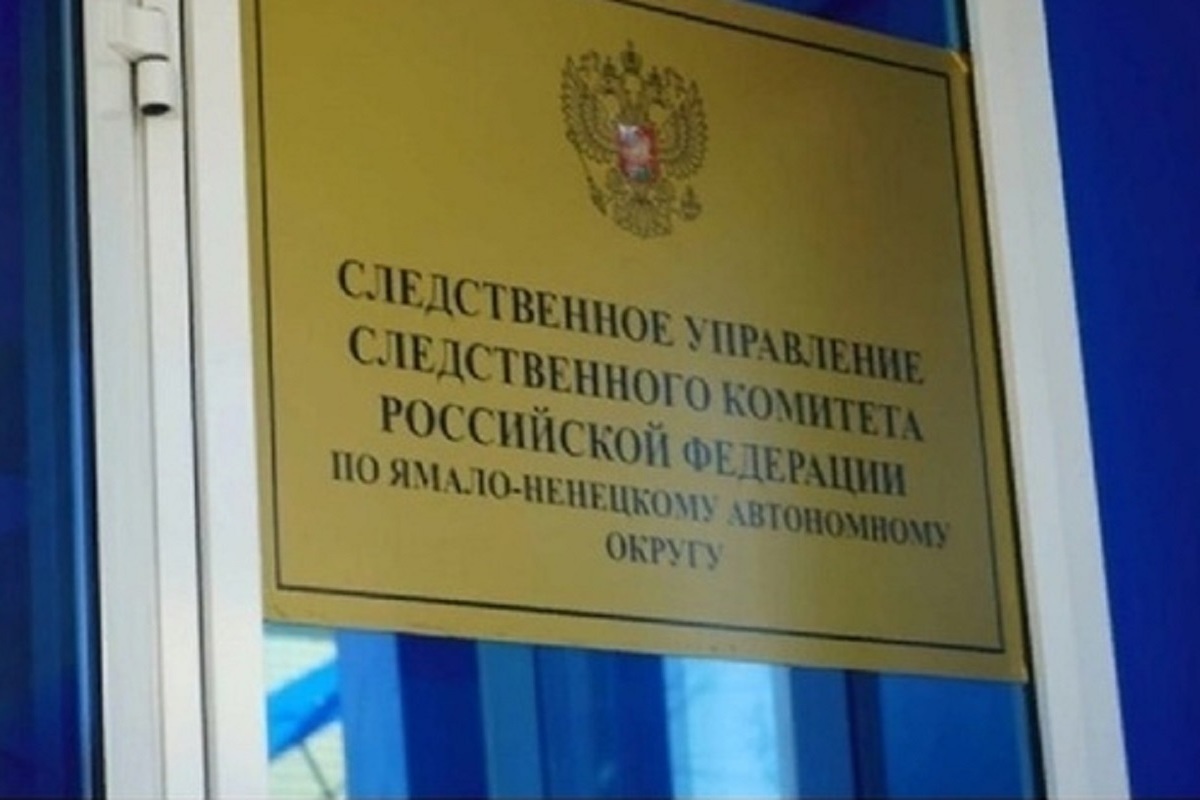 СЛЕДСТВЕННОЕ УПРАВЛЕНИЕ
СЛЕДСТВЕННОГО КОМИТЕТА
РОССИЙСКОЙ ФЕДЕРАЦИИ
ПО ЯМАЛО-НЕНЕЦКОМУ АВТОНОМНОМУ
ОКРУГУ